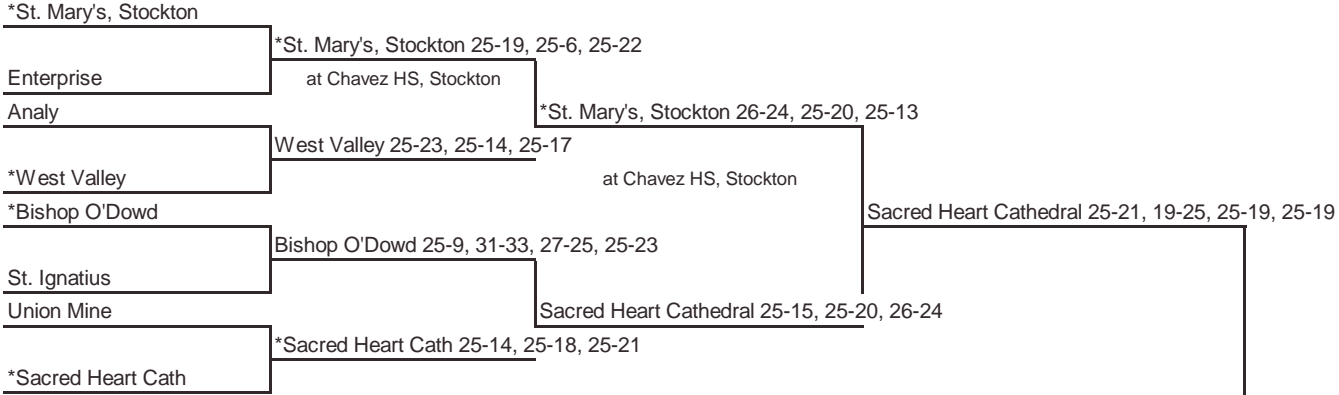 *St. Mary's, Stockton
*St. Mary's, Stockton 25-19, 25-6, 25-22
Enterprise
at Chavez HS, Stockton
Analy
*St. Mary's, Stockton 26-24, 25-20, 25-13
West Valley 25-23, 25-14, 25-17
*West Valley
at Chavez HS, Stockton
*Bishop O'Dowd
Sacred Heart Cathedral 25-21, 19-25, 25-19, 25-19
Bishop O'Dowd 25-9, 31-33, 27-25, 25-23
St. Ignatius
Union Mine
Sacred Heart Cathedral 25-15, 25-20, 26-24
*Sacred Heart Cath 25-14, 25-18, 25-21
*Sacred Heart Cath